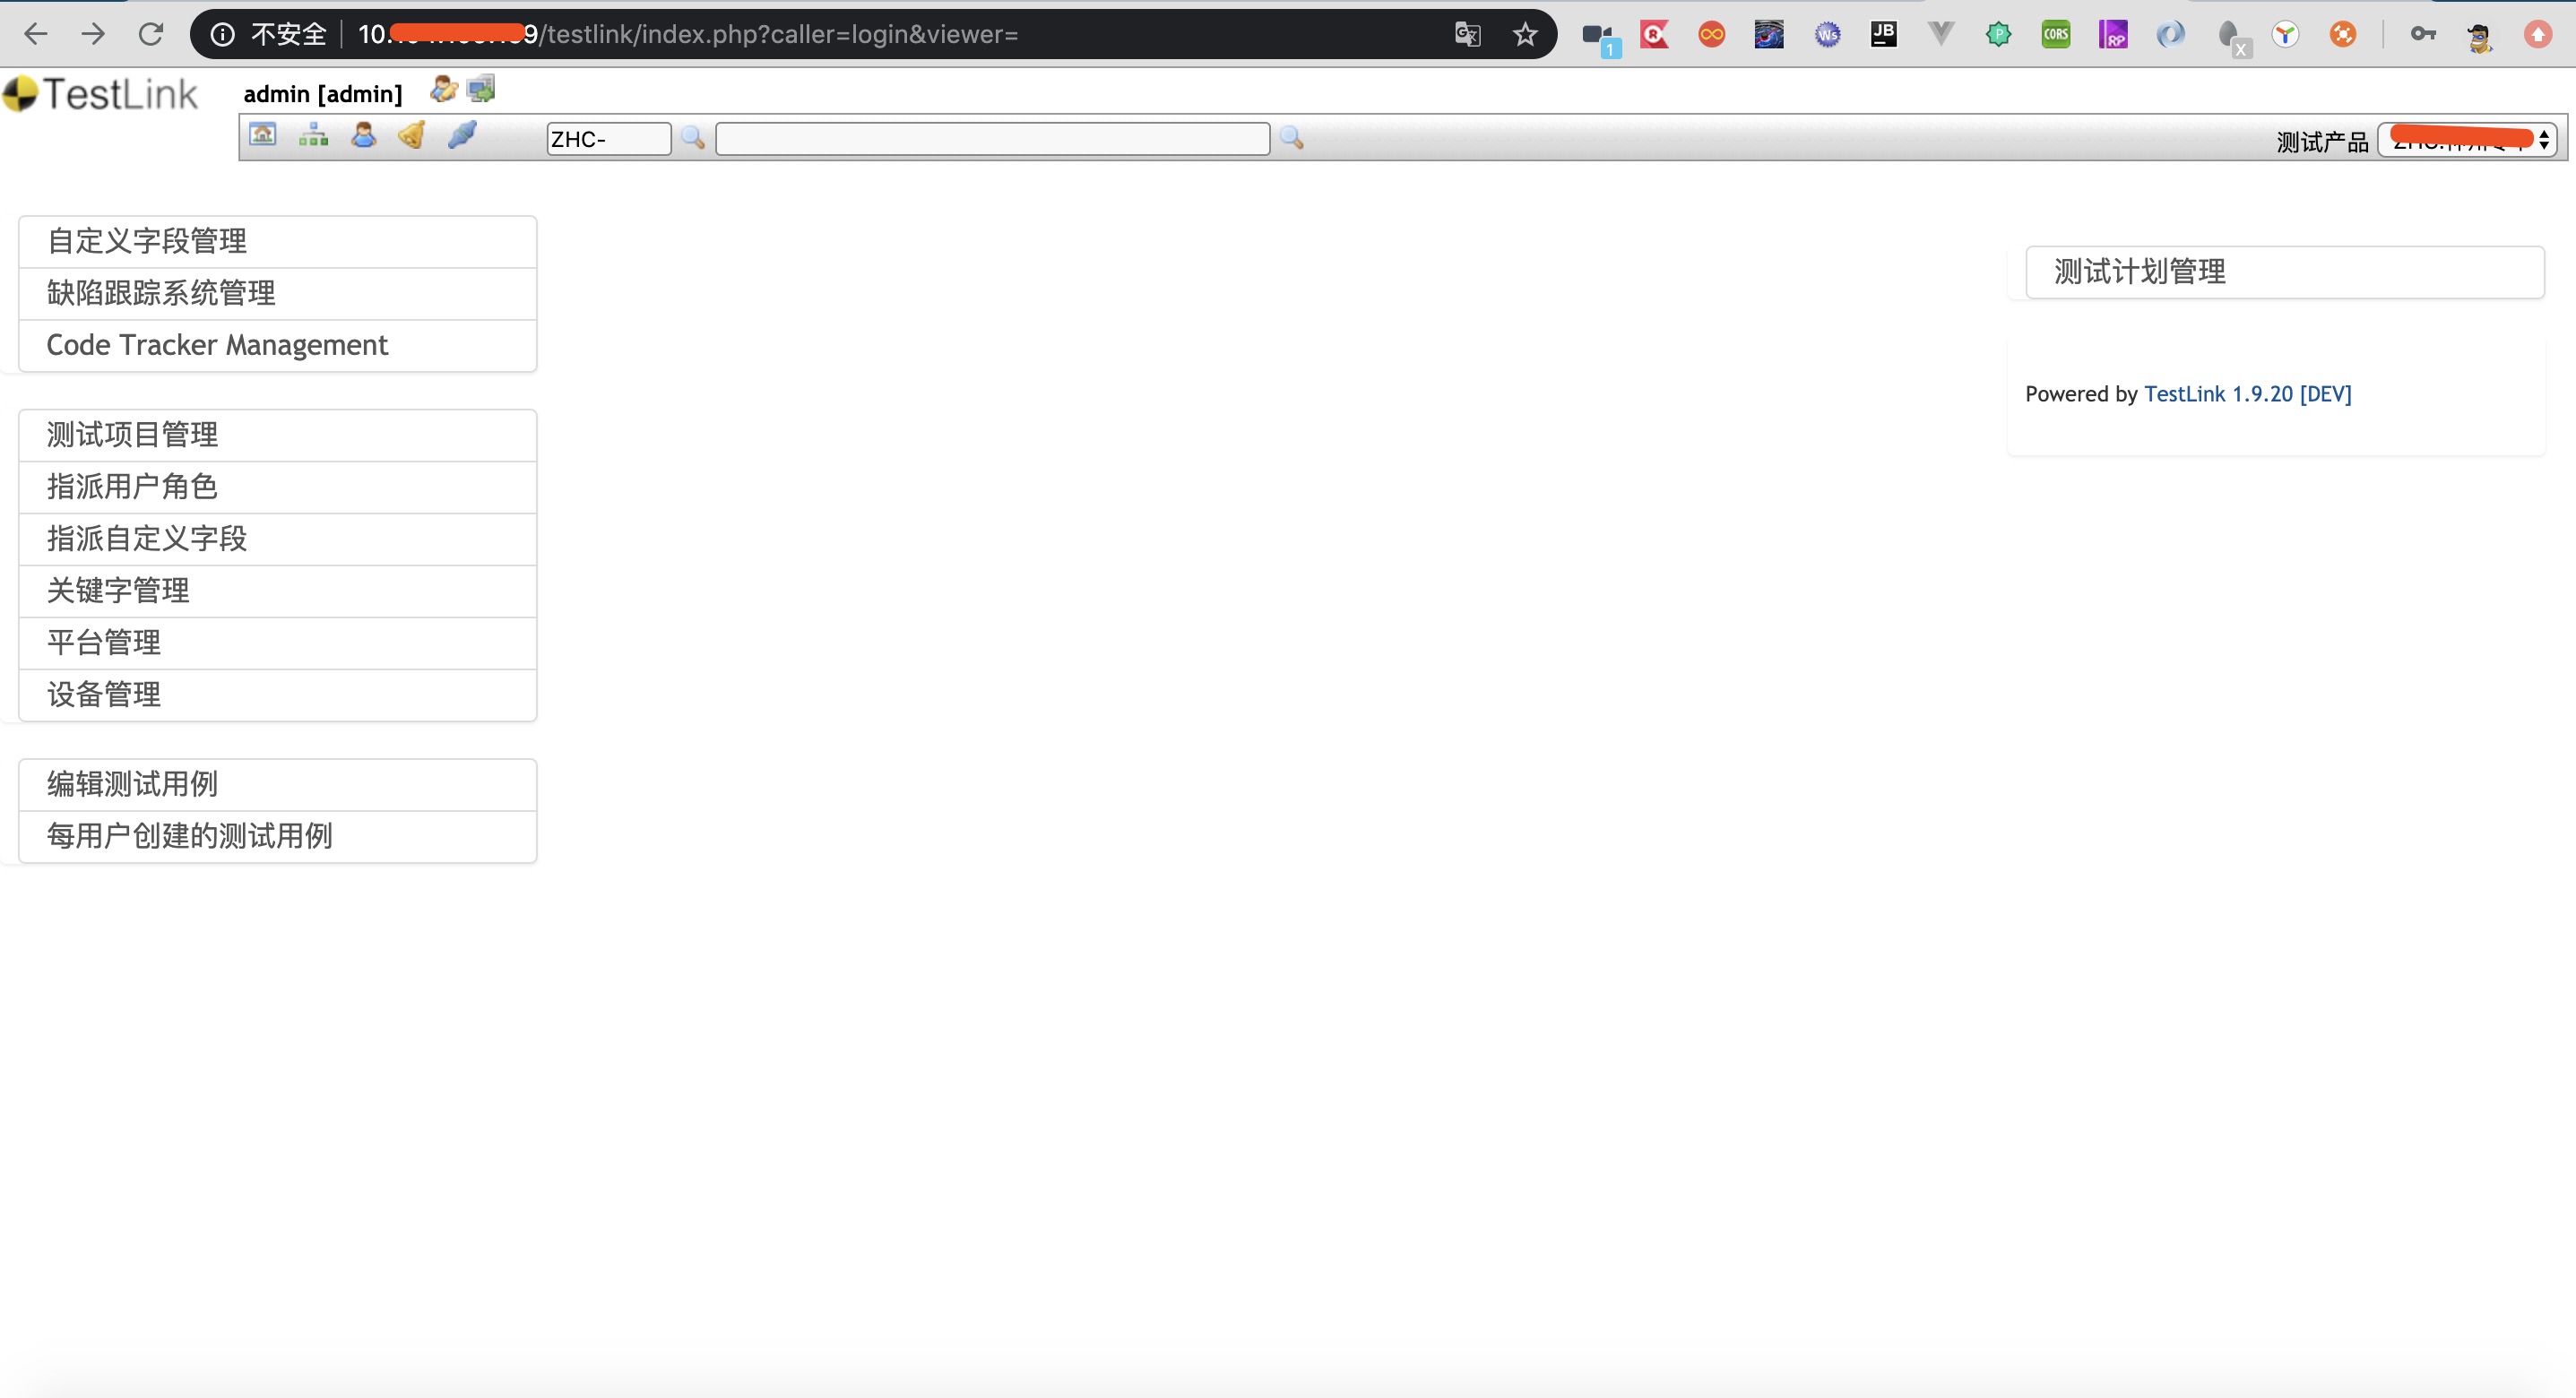 不安全
/testlink/index.php?caller=login&viewer=
TestLink
admin [admin]
ZHC-
测试产品
自定义字段管理
缺陷跟踪系统管理
Code Tracker Management
测试项目管理
指派用户角色
指派自定义字段
关键字管理
平台管理
设备管理
编辑测试用例
每用户创建的测试用例
测试计划管理
Powered by TestLink 1.9.20 [DEV]
1
Ws
JB
P
CORS
RP
X